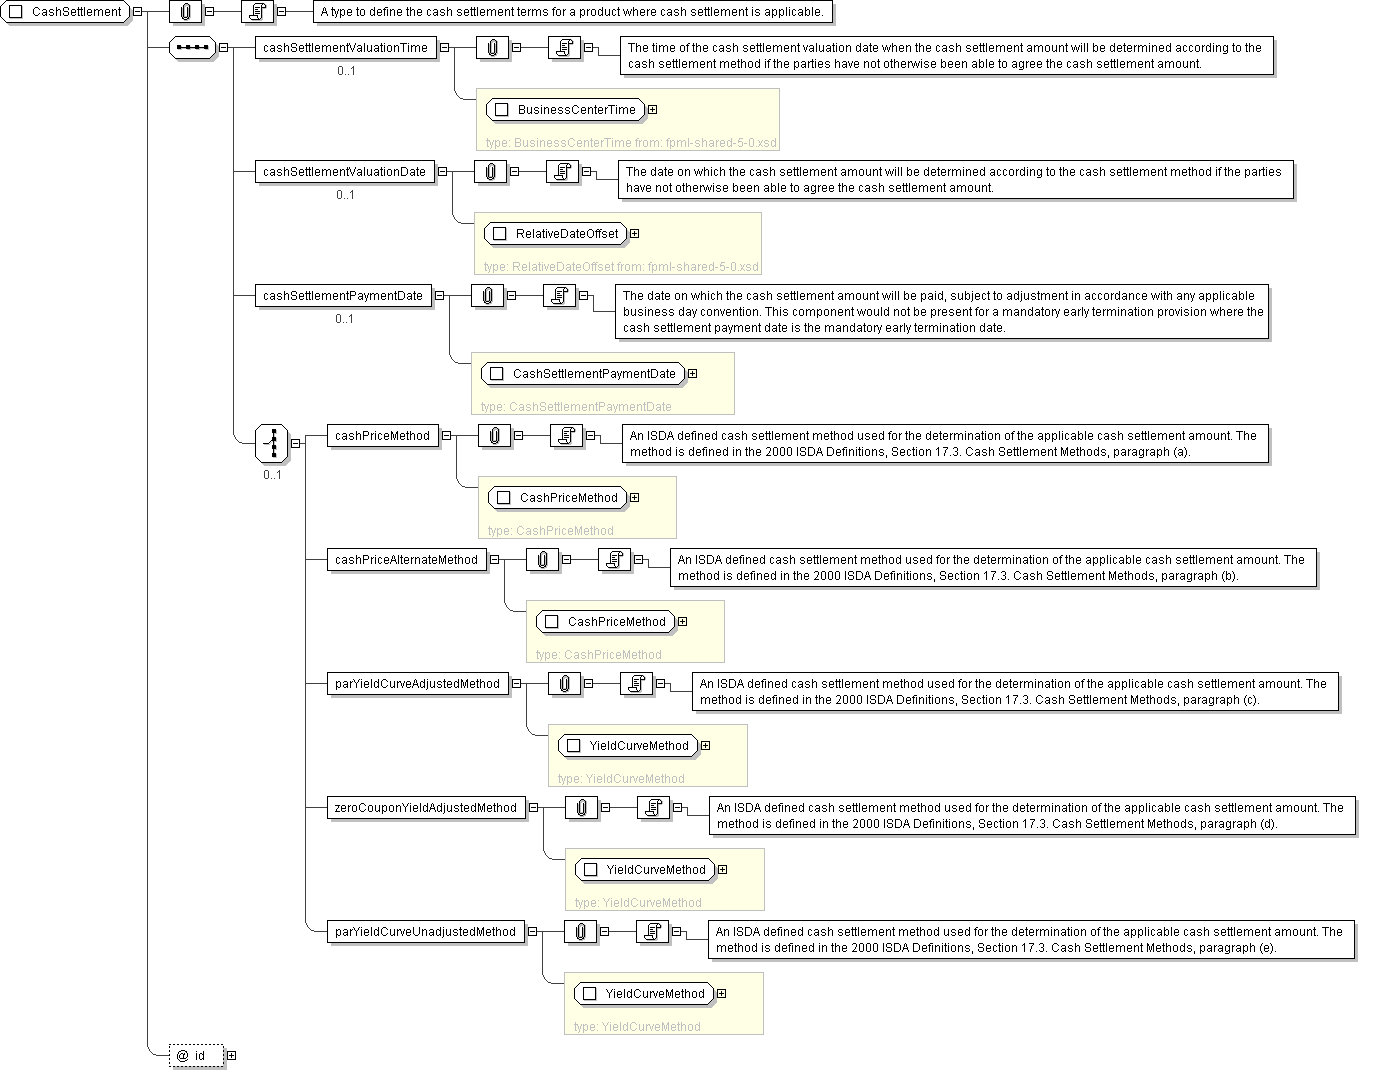 CashSettlement
A type to define the cash settlement terms for a product where cash settlement is applicable.
cashSettlementValuationTime
0..1
The time of the cash settlement valuation date when the cash settlement amount will be determined according to the
cash settlement method if the parties have not otherwise been able to agree the cash settlement amount.
BusinessCenterTime
type: BusinessCenterTime from: fpml-shared-5-0.xsd
cashSettlementValuationDate
0..1
The date on which the cash settlement amount will be determined according to the cash settlement method if the parties
have not otherwise been able to agree the cash settlement amount.
RelativeDateOffset
type: RelativeDateOffset from: fpml-shared-5-0.xsd
cashSettlementPaymentDate
0..1
The date on which the cash settlement amount will be paid, subject to adjustment in accordance with any applicable
business day convention. This component would not be present for a mandatory early termination provision where the
cash settlement payment date is the mandatory early termination date.
CashSettlementPaymentDate
type: CashSettlementPaymentDate
0..1
cashPriceMethod
An ISDA defined cash settlement method used for the determination of the applicable cash settlement amount. The
method is defined in the 2000 ISDA Definitions, Section 17.3. Cash Settlement Methods, paragraph (a).
CashPriceMethod
type: CashPriceMethod
cashPriceAlternateMethod
An ISDA defined cash settlement method used for the determination of the applicable cash settlement amount. The
method is defined in the 2000 ISDA Definitions, Section 17.3. Cash Settlement Methods, paragraph (b).
CashPriceMethod
type: CashPriceMethod
parYieldCurveAdjustedMethod
An ISDA defined cash settlement method used for the determination of the applicable cash settlement amount. The
method is defined in the 2000 ISDA Definitions, Section 17.3. Cash Settlement Methods, paragraph (c).
YieldCurveMethod
type: YieldCurveMethod
zeroCouponYieldAdjustedMethod
An ISDA defined cash settlement method used for the determination of the applicable cash settlement amount. The
method is defined in the 2000 ISDA Definitions, Section 17.3. Cash Settlement Methods, paragraph (d).
YieldCurveMethod
type: YieldCurveMethod
parYieldCurveUnadjustedMethod
An ISDA defined cash settlement method used for the determination of the applicable cash settlement amount. The
method is defined in the 2000 ISDA Definitions, Section 17.3. Cash Settlement Methods, paragraph (e).
YieldCurveMethod
type: YieldCurveMethod
@ id